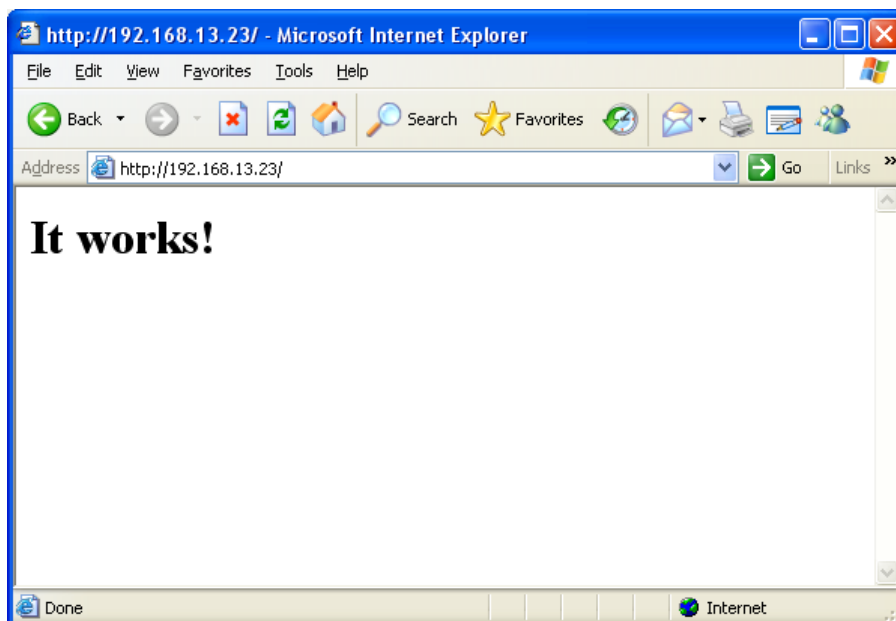 http://192.168.13.23/ - Microsoft Internet Explorer
File Edit View Favorites Tools Help
Back Search Favorites
Address http://192.168.13.23/ Go Links »
It works!
Done Internet